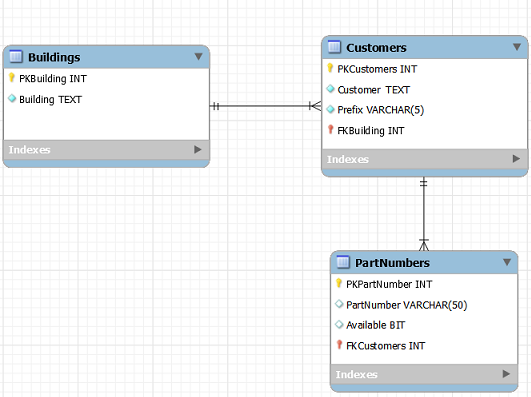 Buildings
PKBuilding INT
Building TEXT
Indexes
Customers
PKCustomers INT
Customer TEXT
Prefix VARCHAR(5)
FKBuilding INT
Indexes
PartNumbers
PKPartNumber INT
PartNumber VARCHAR(50)
Available BIT
FKCustomers INT
Indexes